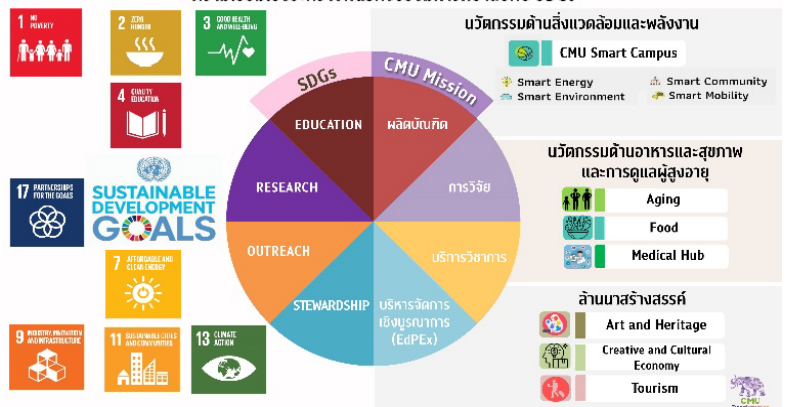 1 NO
POVERTY
2 ZERO
HUNGER
3 GOOD HEALTH
AND WELL-BEING
4 QUALITY
EDUCATION
17 PARTNERSHIPS
FOR THE GOALS
SUSTAINABLE
DEVELOPMENT
GOALS
7 AFFORDABLE AND
CLEAN ENERGY
9 INDUSTRY, INNOVATION
AND INFRASTRUCTURE
11 SUSTAINABLE CITIES
AND COMMUNITIES
13 CLIMATE
ACTION
SDGs
CMU Mission
EDUCATION
ผลิตบัณฑิต
RESEARCH
การวิจัย
OUTREACH
บริการวิชาการ
STEWARDSHIP
บริหารจัดการ
เชิงบูรณาการ
(EdPEx)
นวัตกรรมด้านสิ่งแวดล้อมและพลังงาน
CMU Smart Campus
Smart Energy
Smart Community
Smart Environment
Smart Mobility
นวัตกรรมด้านอาหารและสุขภาพ
และการดูแลผู้สูงอายุ
Aging
Food
Medical Hub
ล้านนาสร้างสรรค์
Art and Heritage
Creative and Cultural
Economy
Tourism
CMU